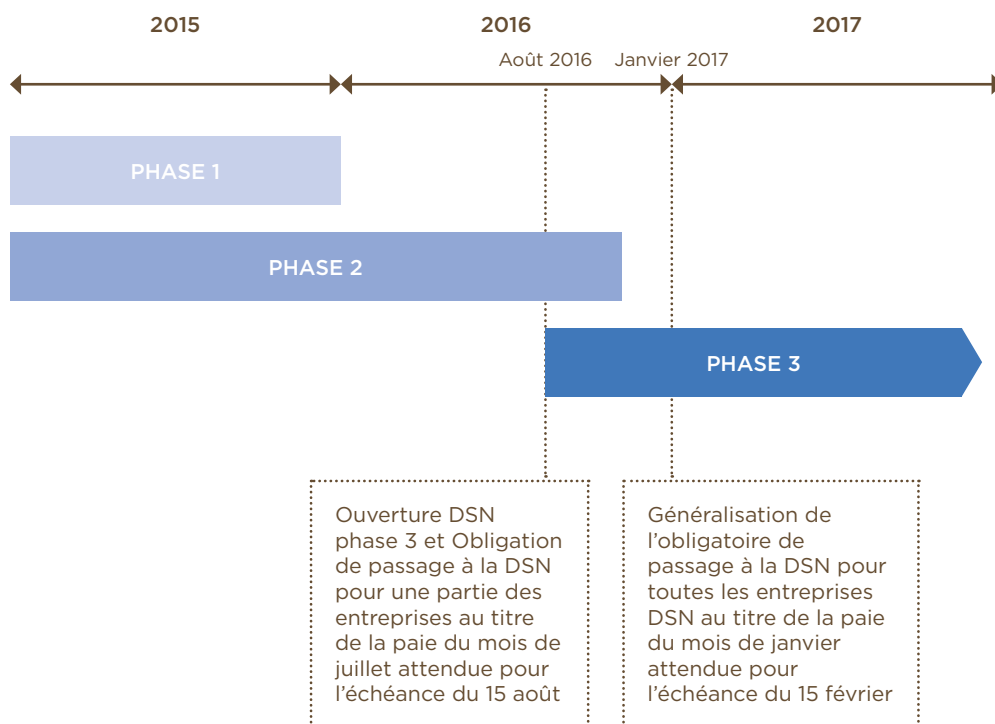 2015
2016
2017
Août 2016
Janvier 2017
PHASE 1
PHASE 2
PHASE 3
Ouverture DSN
phase 3 et Obligation
de passage à la DSN
pour une partie des
entreprises au titre
de la paie du mois de
juillet attendue pour
l'échéance du 15 août
Généralisation de
l'obligatoire de
passage à la DSN pour
toutes les entreprises
DSN au titre de la paie
du mois de janvier
attendue pour
l'échéance du 15 février